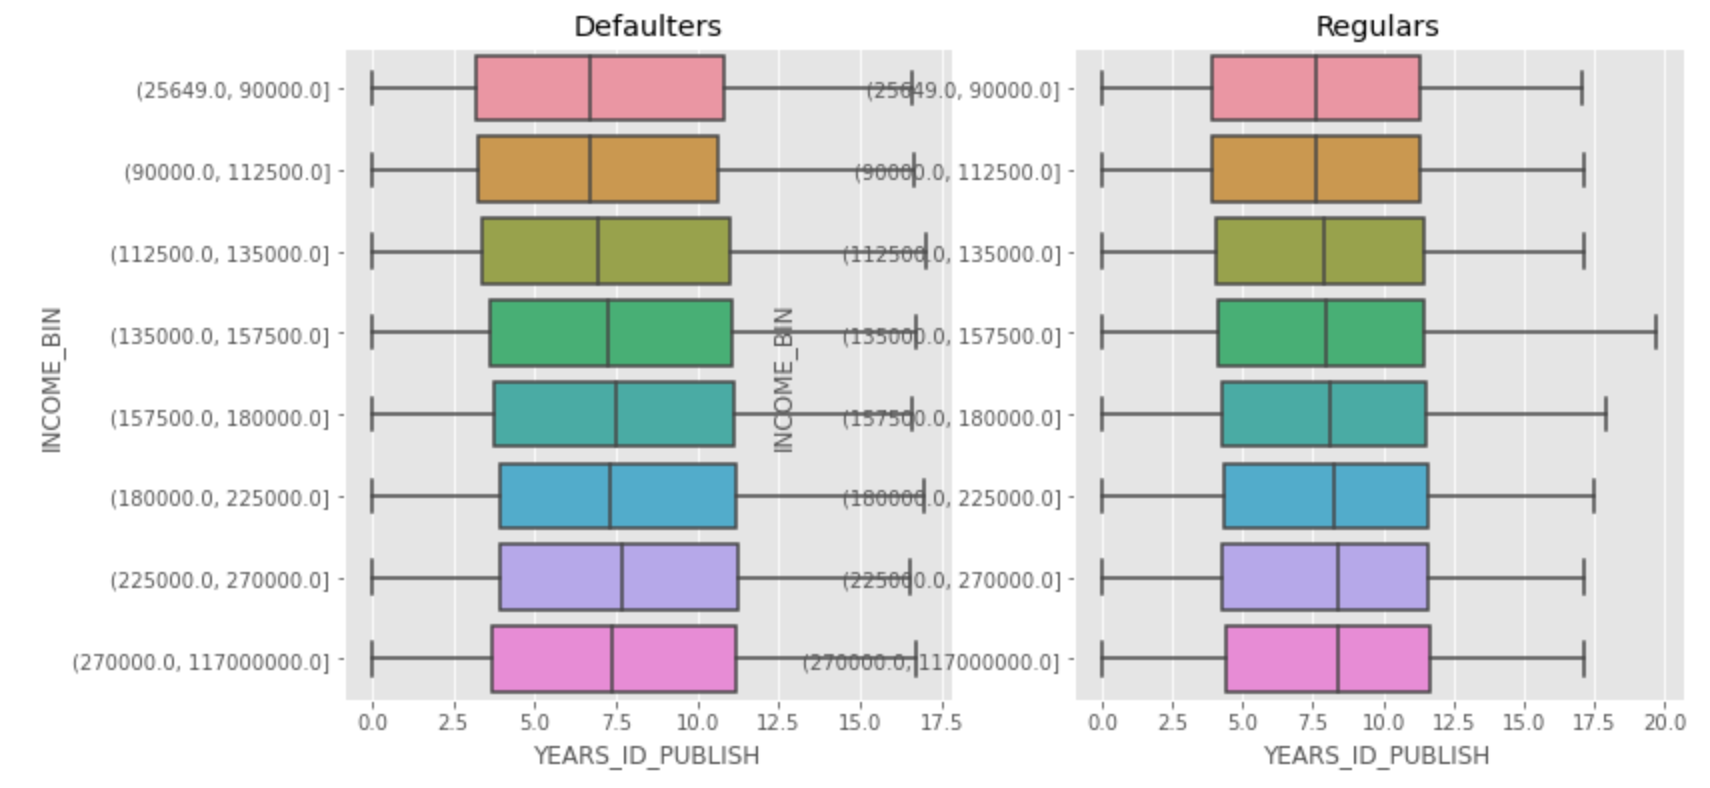 Defaulters
(25649.0, 90000.0]
(90000.0, 112500.0]
(112500.0, 135000.0]
(135000.0, 157500.0]
(157500.0, 180000.0]
(180000.0, 225000.0]
(225000.0, 270000.0]
(270000.0, 117000000.0]
INCOME_BIN
0.0 2.5 5.0 7.5 10.0 12.5 15.0 17.5
YEARS_ID_PUBLISH
Regulars
(25649.0, 90000.0]
(90000.0, 112500.0]
(112500.0, 135000.0]
(135000.0, 157500.0]
(157500.0, 180000.0]
(180000.0, 225000.0]
(225000.0, 270000.0]
(270000.0, 117000000.0]
INCOME_BIN
0.0 2.5 5.0 7.5 10.0 12.5 15.0 17.5 20.0
YEARS_ID_PUBLISH